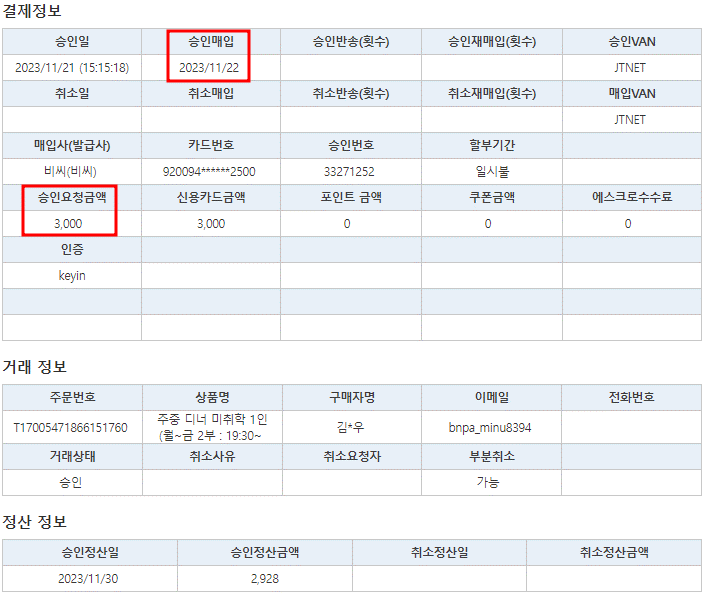 결제정보
승인일 승인매입 승인반송(횟수) 승인재매입(횟수) 승인VAN
2023/11/21 (15:15:18) 2023/11/22 JTNET
취소일 취소매입 취소반송(횟수) 취소재매입(횟수) 매입VAN
JTNET
매입사(발급사) 카드번호 승인번호 할부기간
비씨(비씨) 920094******2500 33271252 일시불
승인요청금액 신용카드금액 포인트 금액 쿠폰금액 에스크로수수료
3,000 3,000 0 0 0
인증
keyin
거래 정보
주문번호 상품명 구매자명 이메일 전화번호
T17005471866151760 주중 디너 미취학 1인 김*우 bnpa_minu8394
(월~금 2부 : 19:30~
거래상태 취소사유 취소요청자 부분취소
승인 가능
정산 정보
승인정산일 승인정산금액 취소정산일 취소정산금액
2023/11/30 2,928